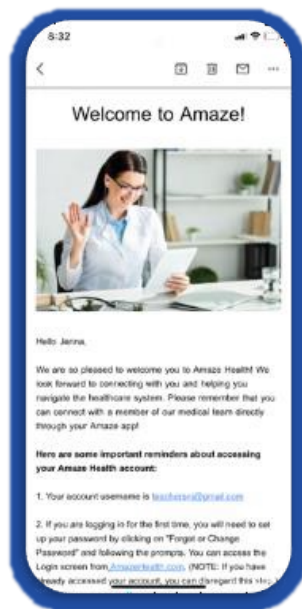 8:32
Welcome to Amaze!
Hello Janna,
We are so pleased to welcome you to Amaze Health! We
look forward to connecting with you and helping you
navigate the healthcare system. Please remember that you
can connect with a member of our medical team directly
through your Amaze app!
Here are some important reminders about accessing
your Amaze Health account:
1. Your account username is
2. If you are logging in for the first time, you will need to set
up your password by clicking on "Forgot or Change
Password" and following the prompts. You can access the
Login screen from AmazeHealth.com. (NOTE: If you have
already accessed your account, you can disregard this step.)